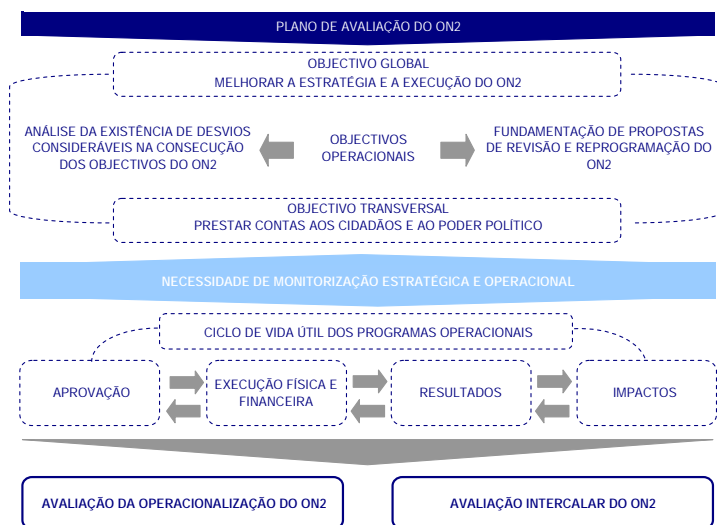 PLANO DE AVALIAÇÃO DO ON2
OBJECTIVO GLOBAL
MELHORAR A ESTRATÉGIA E A EXECUÇÃO DO ON2
ANÁLISE DA EXISTÊNCIA DE DESVIOS
CONSIDERÁVEIS NA CONSECUÇÃO
DOS OBJECTIVOS DO ON2
OBJECTIVOS
OPERACIONAIS
FUNDAMENTAÇÃO DE PROPOSTAS
DE REVISÃO E REPROGRAMAÇÃO DO
ON2
OBJECTIVO TRANSVERSAL
PRESTAR CONTAS AOS CIDADÃOS E AO PODER POLÍTICO
NECESSIDADE DE MONITORIZAÇÃO ESTRATÉGICA E OPERACIONAL
CICLO DE VIDA ÚTIL DOS PROGRAMAS OPERACIONAIS
APROVAÇÃO
EXECUÇÃO FÍSICA E
FINANCEIRA
RESULTADOS
IMPACTOS
AVALIAÇÃO DA OPERACIONALIZAÇÃO DO ON2
AVALIAÇÃO INTERCALAR DO ON2